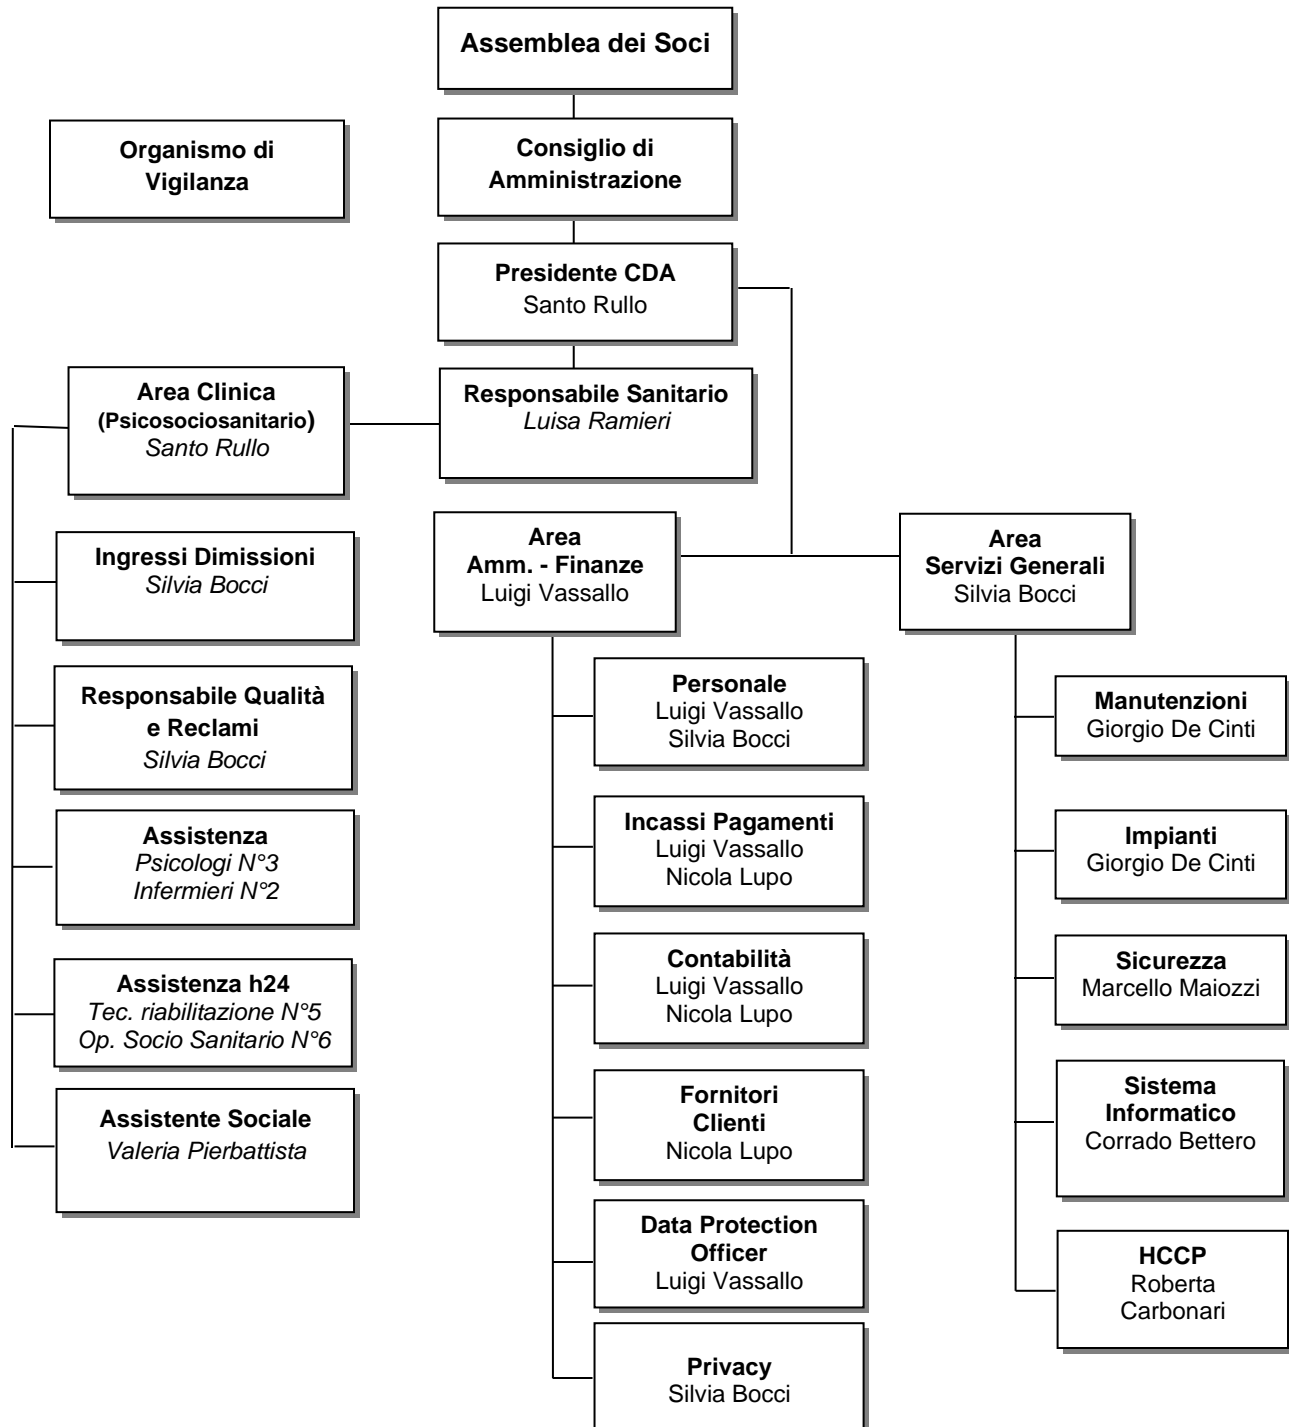 Assemblea dei Soci
Organismo di
Vigilanza
Consiglio di
Amministrazione
Presidente CDA
Santo Rullo
Area Clinica
(Psicosociosanitario)
Santo Rullo
Responsabile Sanitario
Luisa Ramieri
Ingressi Dimissioni
Silvia Bocci
Responsabile Qualità
e Reclami
Silvia Bocci
Assistenza
Psicologi N°3
Infermieri N°2
Assistenza h24
Tec. riabilitazione N°5
Op. Socio Sanitario N°6
Assistente Sociale
Valeria Pierbattista
Area
Amm. - Finanze
Luigi Vassallo
Personale
Luigi Vassallo
Silvia Bocci
Incassi Pagamenti
Luigi Vassallo
Nicola Lupo
Contabilità
Luigi Vassallo
Nicola Lupo
Fornitori
Clienti
Nicola Lupo
Data Protection
Officer
Luigi Vassallo
Privacy
Silvia Bocci
Area
Servizi Generali
Silvia Bocci
Manutenzioni
Giorgio De Cinti
Impianti
Giorgio De Cinti
Sicurezza
Marcello Maiozzi
Sistema
Informatico
Corrado Bettero
HCCP
Roberta
Carbonari